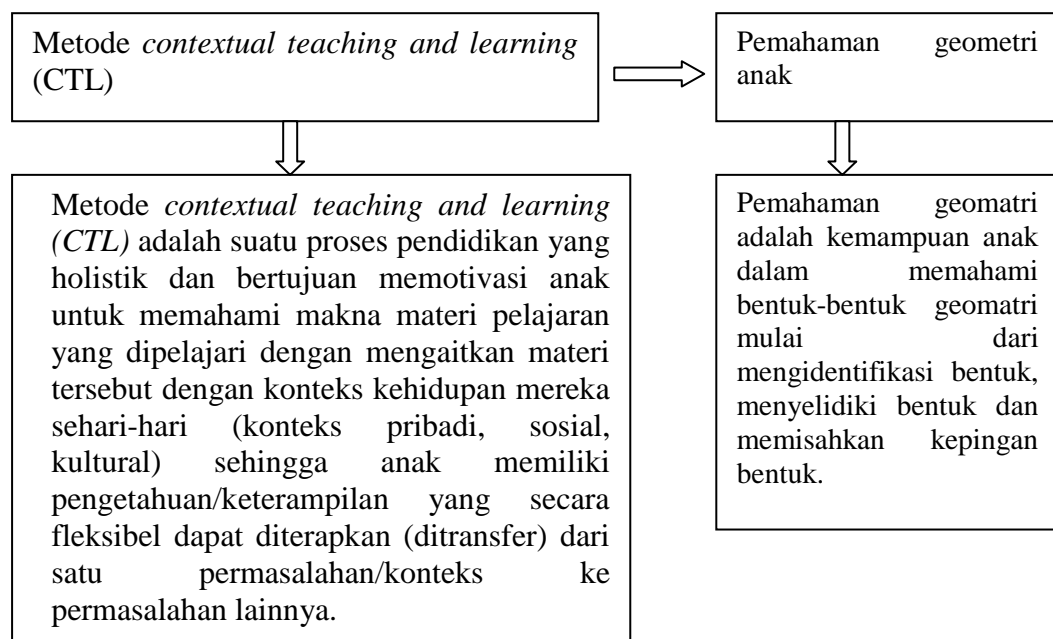 Metode contextual teaching and learning
(CTL)
Pemahaman geometri
anak
Metode contextual teaching and learning
(CTL) adalah suatu proses pendidikan yang
holistik dan bertujuan memotivasi anak
untuk memahami makna materi pelajaran
yang dipelajari dengan mengaitkan materi
tersebut dengan konteks kehidupan mereka
sehari-hari (konteks pribadi, sosial,
kultural) sehingga anak memiliki
pengetahuan/keterampilan yang secara
fleksibel dapat diterapkan (ditransfer) dari
satu permasalahan/konteks ke
permasalahan lainnya.
Pemahaman geomatri
adalah kemampuan anak
dalam memahami
bentuk-bentuk geomatri
mulai dari
mengidentifikasi bentuk,
menyelidiki bentuk dan
memisahkan kepingan
bentuk.